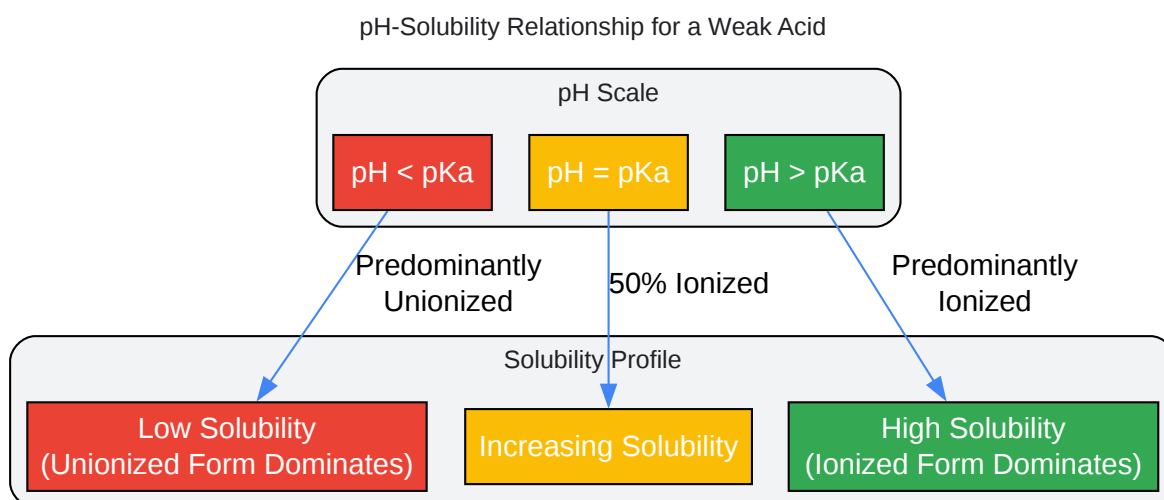 pH-Solubility Relationship for a Weak Acid
pH Scale
pH < pKa
pH = pKa
pH > pKa
Predominantly
Unionized
50% Ionized
Predominantly
Ionized
Solubility Profile
Low Solubility
(Unionized Form Dominates)
Increasing Solubility
High Solubility
(Ionized Form Dominates)